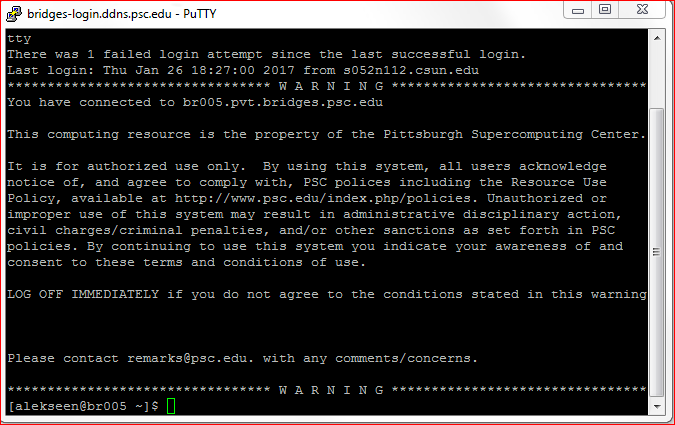 bridges-login.ddns.psc.edu - PuTTY
tty
There was 1 failed login attempt since the last successful login.
Last login: Thu Jan 26 18:27:00 2017 from s052n112.csun.edu
********************************* W A R N I N G ********************************
You have connected to br005.pvt.bridges.psc.edu
This computing resource is the property of the Pittsburgh Supercomputing Center.
It is for authorized use only.  By using this system, all users acknowledge
notice of, and agree to comply with, PSC polices including the Resource Use
Policy, available at http://www.psc.edu/index.php/policies. Unauthorized or
improper use of this system may result in administrative disciplinary action,
civil charges/criminal penalties, and/or other sanctions as set forth in PSC
policies. By continuing to use this system you indicate your awareness of and
consent to these terms and conditions of use.
LOG OFF IMMEDIATELY if you do not agree to the conditions stated in this warning
Please contact remarks@psc.edu. with any comments/concerns.
********************************* W A R N I N G ********************************
[alekseen@br005 ~]$